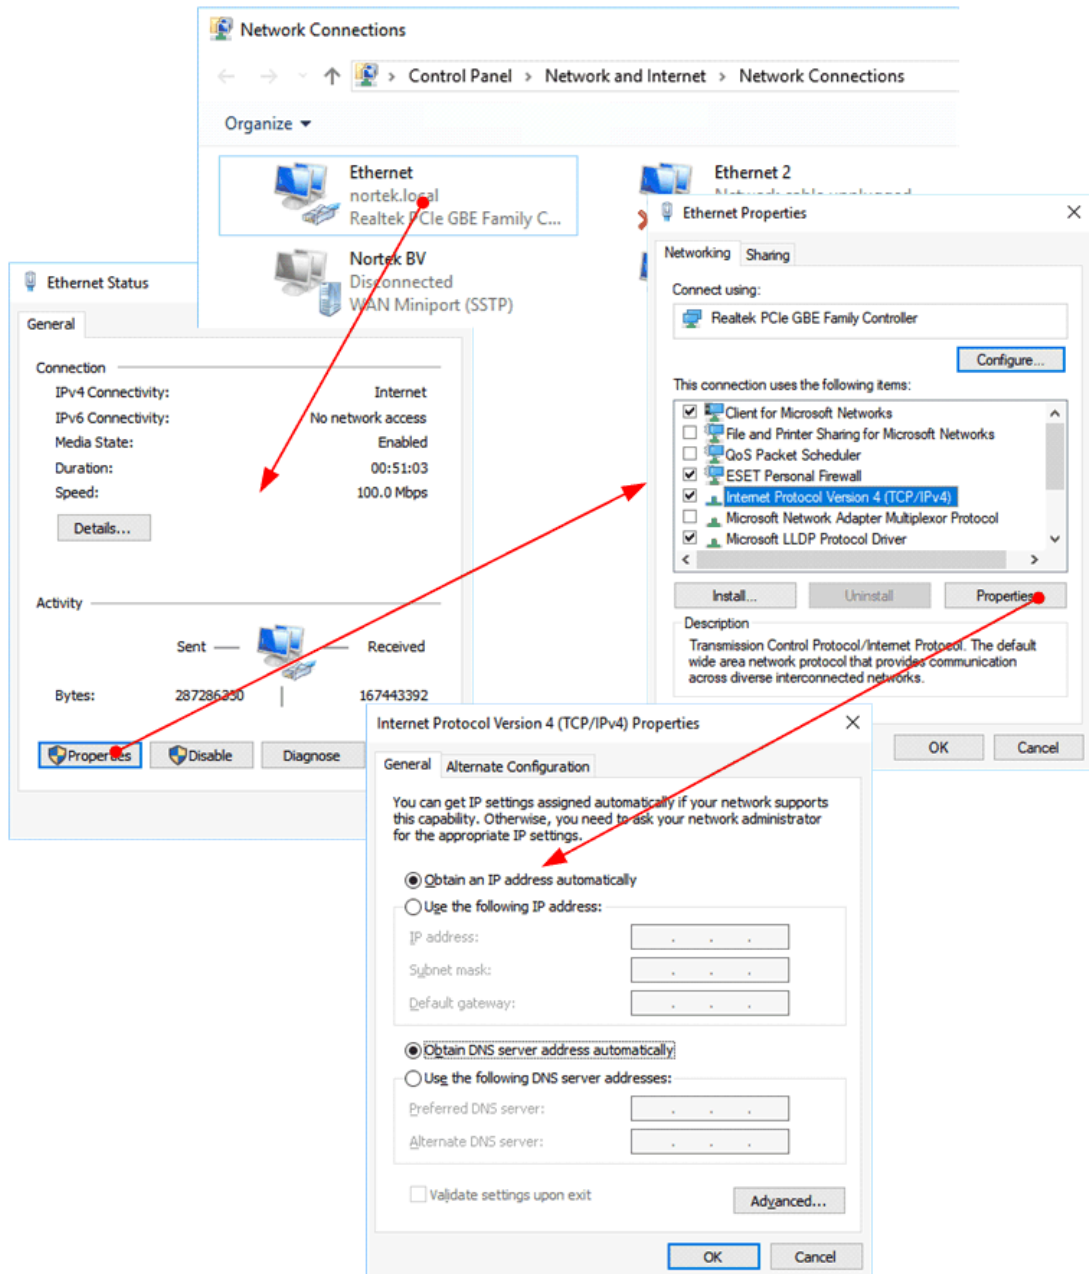 Network Connections
Control Panel > Network and Internet > Network Connections
Organize
Ethernet
nortek.local
Realtek PCIe GBE Family C...
Ethernet 2
Network cable unplugged
Nortek BV
Disconnected
WAN Miniport (SSTP)
Ethernet Status
General
Connection
IPv4 Connectivity: Internet
IPv6 Connectivity: No network access
Media State: Enabled
Duration: 00:51:03
Speed: 100.0 Mbps
Details...
Activity
Sent — — Received
Bytes: 287286330 167443392
Properties Disable Diagnose
Ethernet Properties
Networking Sharing
Connect using:
Realtek PCIe GBE Family Controller
Configure...
This connection uses the following items:
Client for Microsoft Networks
File and Printer Sharing for Microsoft Networks
QoS Packet Scheduler
ESET Personal Firewall
Internet Protocol Version 4 (TCP/IPv4)
Microsoft Network Adapter Multiplexor Protocol
Microsoft LLDP Protocol Driver
Install... Uninstall Properties
Description
Transmission Control Protocol/Internet Protocol. The default
wide area network protocol that provides communication
across diverse interconnected networks.
OK Cancel
Internet Protocol Version 4 (TCP/IPv4) Properties
General Alternate Configuration
You can get IP settings assigned automatically if your network supports
this capability. Otherwise, you need to ask your network administrator
for the appropriate IP settings.
Obtain an IP address automatically
Use the following IP address:
IP address:
Subnet mask:
Default gateway:
Obtain DNS server address automatically
Use the following DNS server addresses:
Preferred DNS server:
Alternate DNS server:
Validate settings upon exit
Advanced...
OK Cancel